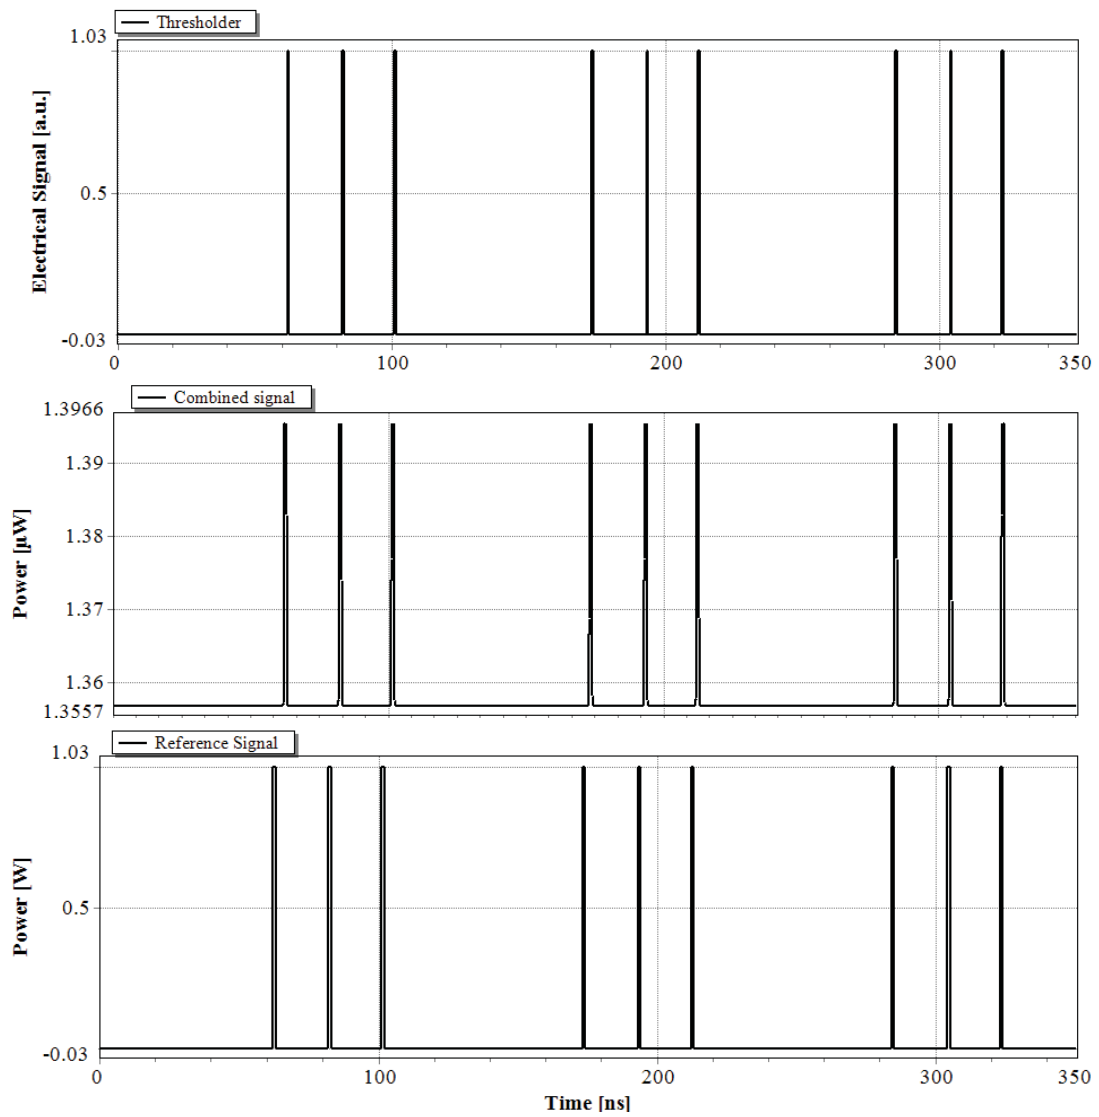 Thresholder
1.03
0.5
-0.03
Electrical Signal [a.u.]
0 100 200 300 350
Combined signal
1.3966
1.39
1.38
1.37
1.36
1.3557
Power [µW]
Reference Signal
1.03
0.5
-0.03
Power [W]
0 100 200 300 350
Time [ns]